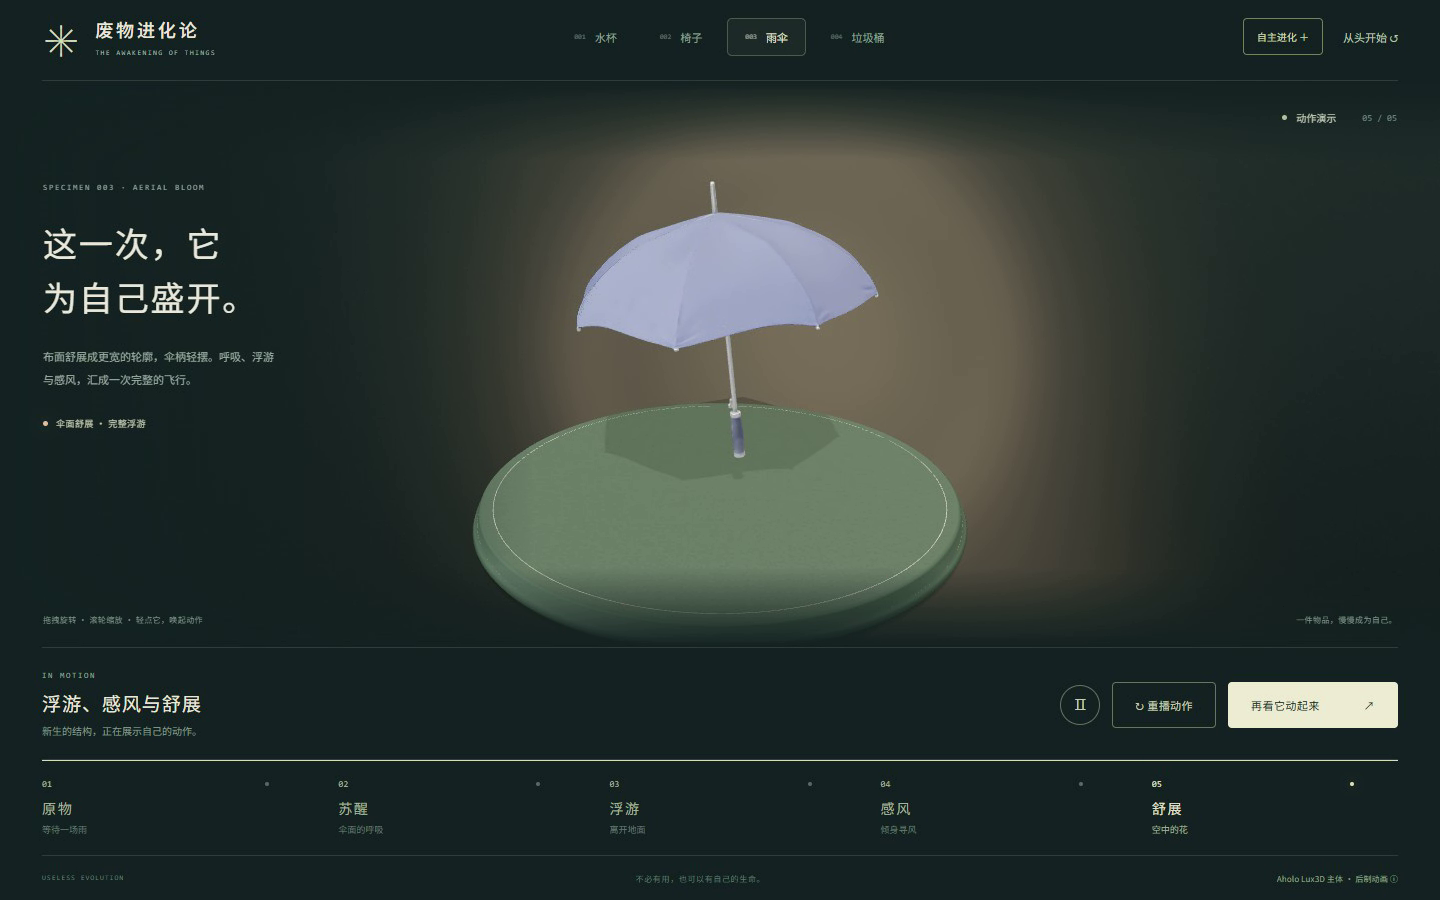 废物进化论
THE AWAKENING OF THINGS
001 水杯
002 椅子
003 雨伞
004 垃圾桶
自主进化 +
从头开始 ↺
动作演示 05 / 05
SPECIMEN 003 · AERIAL BLOOM
这一次，它
为自己盛开。
布面舒展成更宽的轮廓，伞柄轻摆。呼吸、浮游
与感风，汇成一次完整的飞行。
伞面舒展 · 完整浮游
拖拽旋转 · 滚轮缩放 · 轻点它，唤起动作
一件物品，慢慢成为自己。
IN MOTION
浮游、感风与舒展
新生的结构，正在展示自己的动作。
↻ 重播动作
再看它动起来 ↗
01
原物
等待一场雨
02
苏醒
伞面的呼吸
03
浮游
离开地面
04
感风
倾身寻风
05
舒展
空中的花
USELESS EVOLUTION
不必有用，也可以有自己的生命。
Aholo Lux3D 主体 · 后制动画 ⓘ